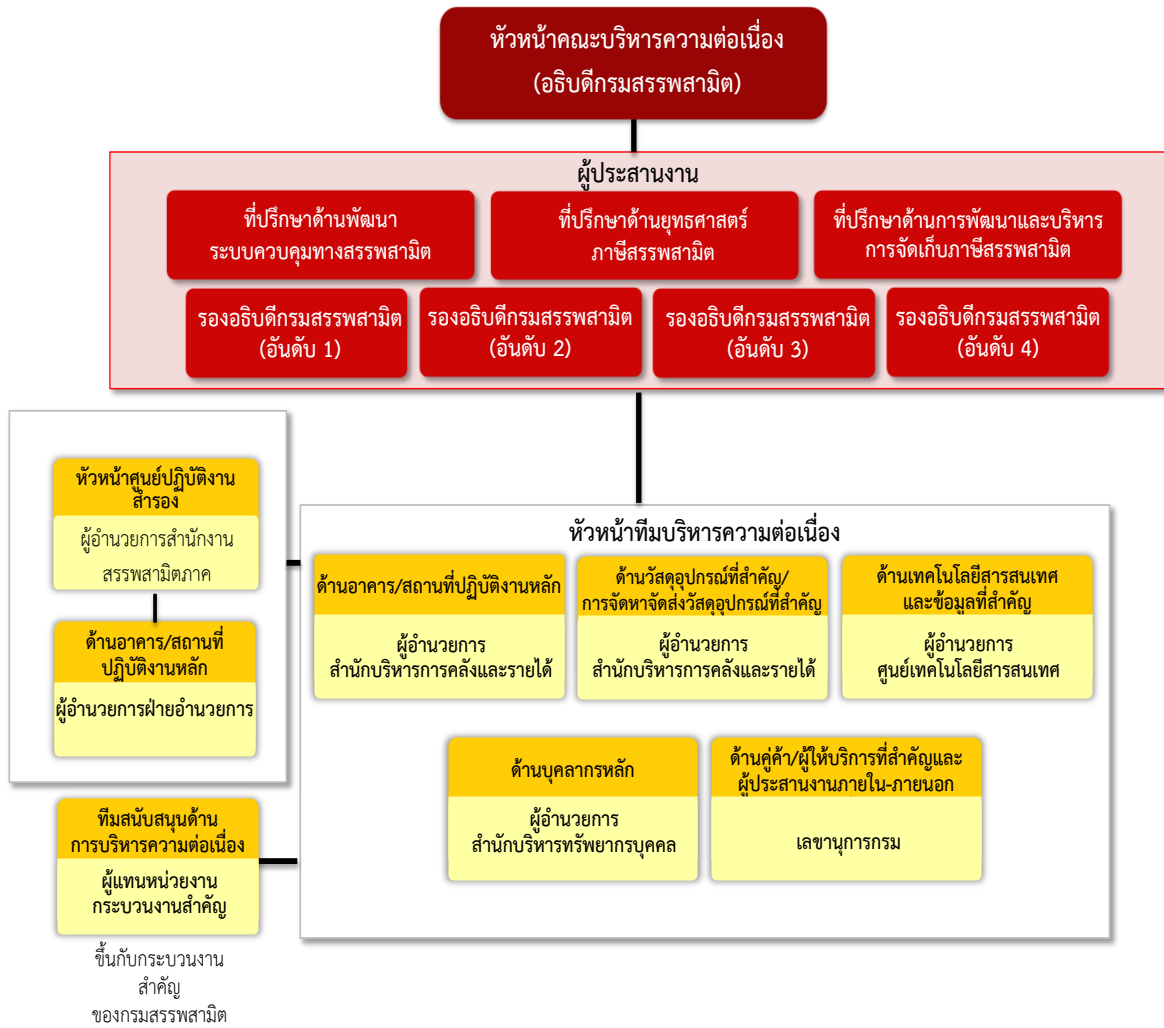 หัวหน้าคณะบริหารความต่อเนื่อง
(อธิบดีกรมสรรพสามิต)
ผู้ประสานงาน
ที่ปรึกษาด้านพัฒนา
ระบบควบคุมทางสรรพสามิต
ที่ปรึกษาด้านยุทธศาสตร์
ภาษีสรรพสามิต
ที่ปรึกษาด้านการพัฒนาและบริหาร
การจัดเก็บภาษีสรรพสามิต
รองอธิบดีกรมสรรพสามิต
(อันดับ 1)
รองอธิบดีกรมสรรพสามิต
(อันดับ 2)
รองอธิบดีกรมสรรพสามิต
(อันดับ 3)
รองอธิบดีกรมสรรพสามิต
(อันดับ 4)
หัวหน้าศูนย์ปฏิบัติงาน
สำรอง
ผู้อำนวยการสำนักงาน
สรรพสามิตภาค
ด้านอาคาร/สถานที่
ปฏิบัติงานหลัก
ผู้อำนวยการฝ่ายอำนวยการ
หัวหน้าทีมบริหารความต่อเนื่อง
ด้านอาคาร/สถานที่ปฏิบัติงานหลัก
ผู้อำนวยการ
สำนักบริหารการคลังและรายได้
ด้านวัสดุอุปกรณ์ที่สำคัญ/
การจัดหาจัดส่งวัสดุอุปกรณ์ที่สำคัญ
ผู้อำนวยการ
สำนักบริหารการคลังและรายได้
ด้านเทคโนโลยีสารสนเทศ
และข้อมูลที่สำคัญ
ผู้อำนวยการ
ศูนย์เทคโนโลยีสารสนเทศ
ด้านบุคลากรหลัก
ผู้อำนวยการ
สำนักบริหารทรัพยากรบุคคล
ด้านคู่ค้า/ผู้ให้บริการที่สำคัญและ
ผู้ประสานงานภายใน-ภายนอก
เลขานุการกรม
ทีมสนับสนุนด้าน
การบริหารความต่อเนื่อง
ผู้แทนหน่วยงาน
กระบวนงานสำคัญ
ขึ้นกับกระบวนงาน
สำคัญ
ของกรมสรรพสามิต